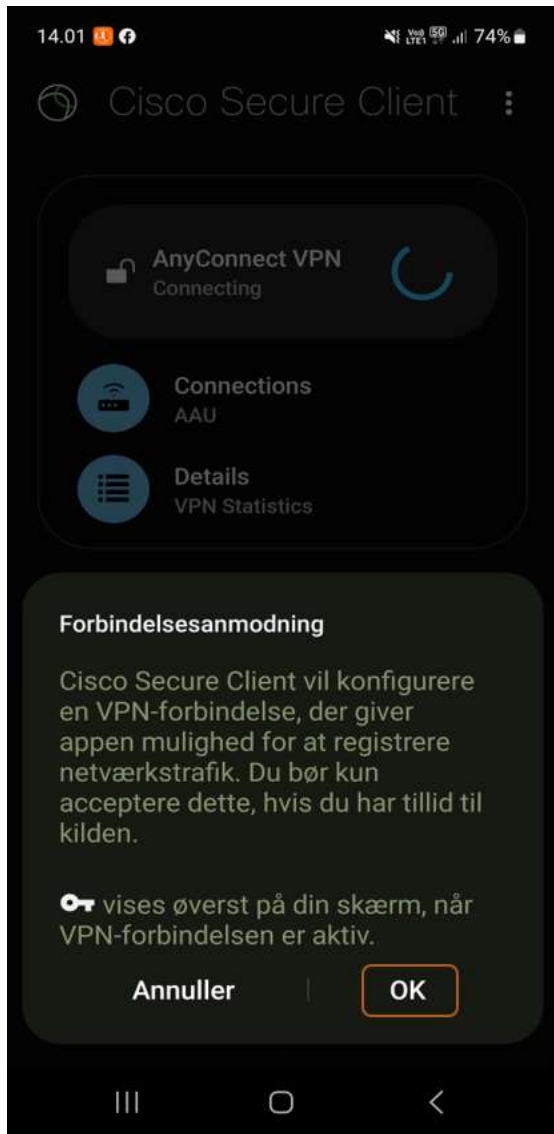 14.01 74%
Cisco Secure Client
AnyConnect VPN
Connecting
Connections
AAU
Details
VPN Statistics
Forbindelsesanmodning
Cisco Secure Client vil konfigurere
en VPN-forbindelse, der giver
appen mulighed for at registrere
netværkstrafik. Du bør kun
acceptere dette, hvis du har tillid til
kilden.
vises øverst på din skærm, når
VPN-forbindelsen er aktiv.
Annuller OK